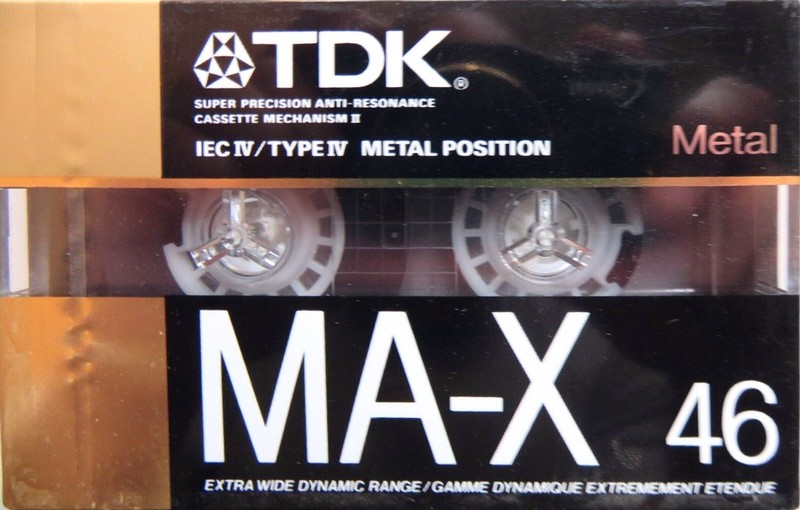 TDK®
SUPER PRECISION ANTI-RESONANCE
CASSETTE MECHANISM II
IEC IV/TYPE IV METAL POSITION
Metal
MA-X 46
EXTRA WIDE DYNAMIC RANGE/GAMME DYNAMIQUE EXTREMEMENT ETENDUE